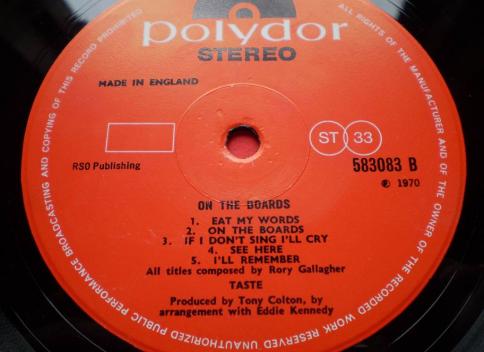 polydor
STEREO
MADE IN ENGLAND
RSO Publishing
ST 33
583083 B
℗ 1970
ON THE BOARDS
1. EAT MY WORDS
2. ON THE BOARDS
3. IF I DON'T SING I'LL CRY
4. SEE HERE
5. I'LL REMEMBER
All titles composed by Rory Gallagher
TASTE
Produced by Tony Colton, by
arrangement with Eddie Kennedy
ALL RIGHTS OF THE MANUFACTURER AND OF THE OWNER OF THE RECORDED WORK RESERVED UNAUTHORIZED PUBLIC PERFORMANCE BROADCASTING AND COPYING OF THIS RECORD PROHIBITED